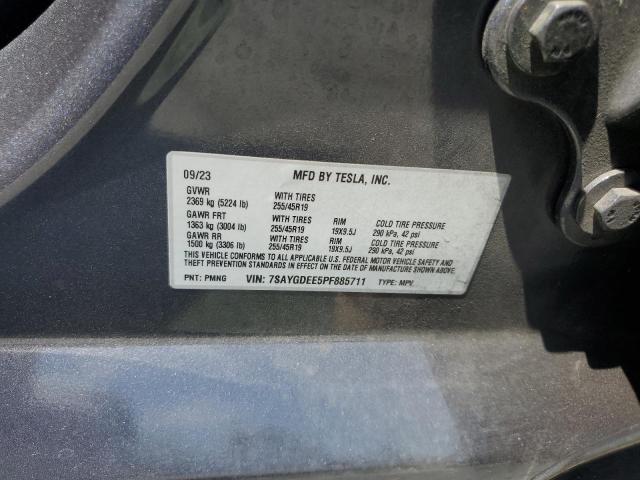 09/23 MFD BY TESLA, INC.
GVWR WITH TIRES
2369 kg (5224 lb) 255/45R19
GAWR FRT WITH TIRES RIM COLD TIRE PRESSURE
1363 kg (3004 lb) 255/45R19 19X9.5J 290 kPa, 42 psi
GAWR RR WITH TIRES RIM COLD TIRE PRESSURE
1500 kg (3306 lb) 255/45R19 19X9.5J 290 kPa, 42 psi
THIS VEHICLE CONFORMS TO ALL APPLICABLE U.S. FEDERAL MOTOR VEHICLE SAFETY AND
THEFT PREVENTION STANDARDS IN EFFECT ON THE DATE OF MANUFACTURE SHOWN ABOVE.
PNT: PMNG VIN: 7SAYGDEE5PF885711 TYPE: MPV